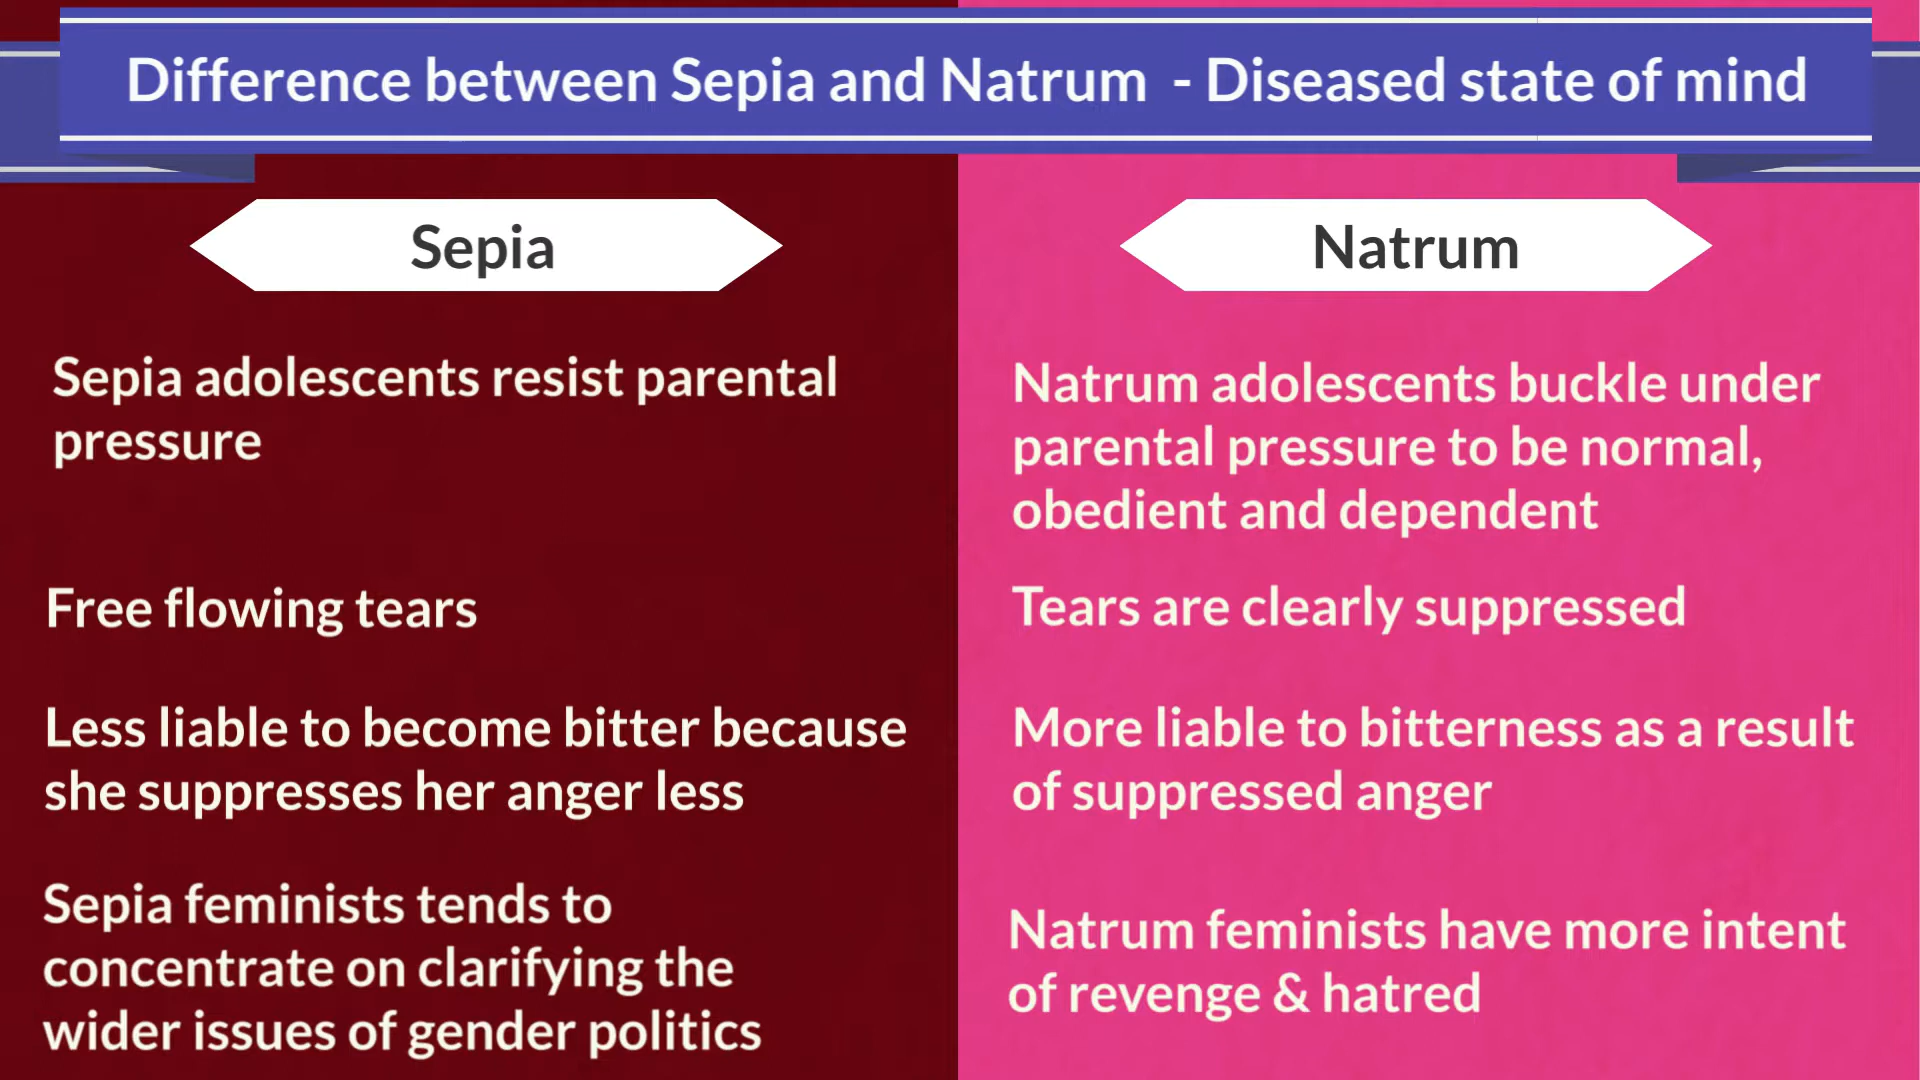 Difference between Sepia and Natrum - Diseased state of mind
Sepia
Sepia adolescents resist parental
pressure
Free flowing tears
Less liable to become bitter because
she suppresses her anger less
Sepia feminists tends to
concentrate on clarifying the
wider issues of gender politics
Natrum
Natrum adolescents buckle under
parental pressure to be normal,
obedient and dependent
Tears are clearly suppressed
More liable to bitterness as a result
of suppressed anger
Natrum feminists have more intent
of revenge & hatred